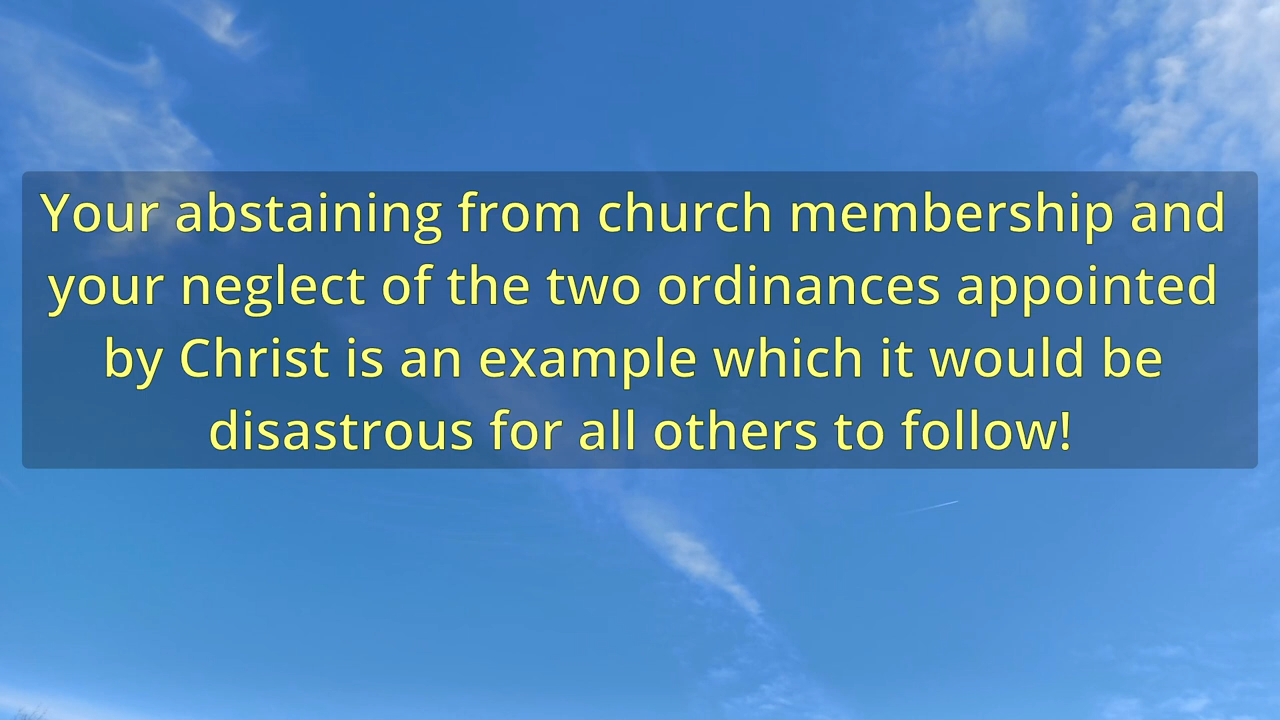 Your abstaining from church membership and
your neglect of the two ordinances appointed
by Christ is an example which it would be
disastrous for all others to follow!